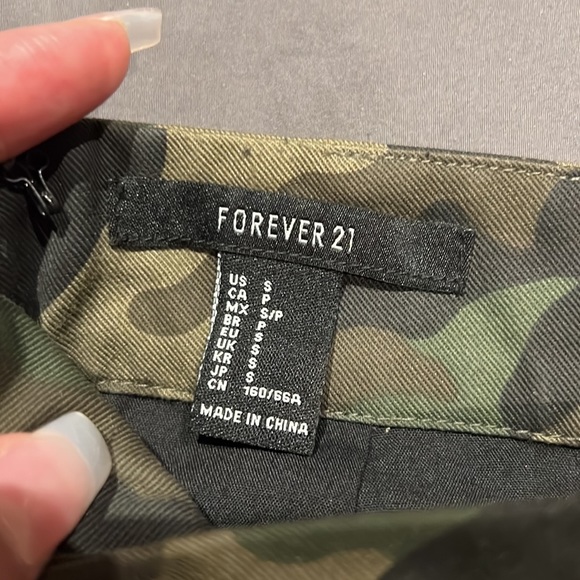 FOREVER 21
US S
CA P
MX S/P
BR P
EU S
UK S
KR S
JP S
CN 160/66A
MADE IN CHINA